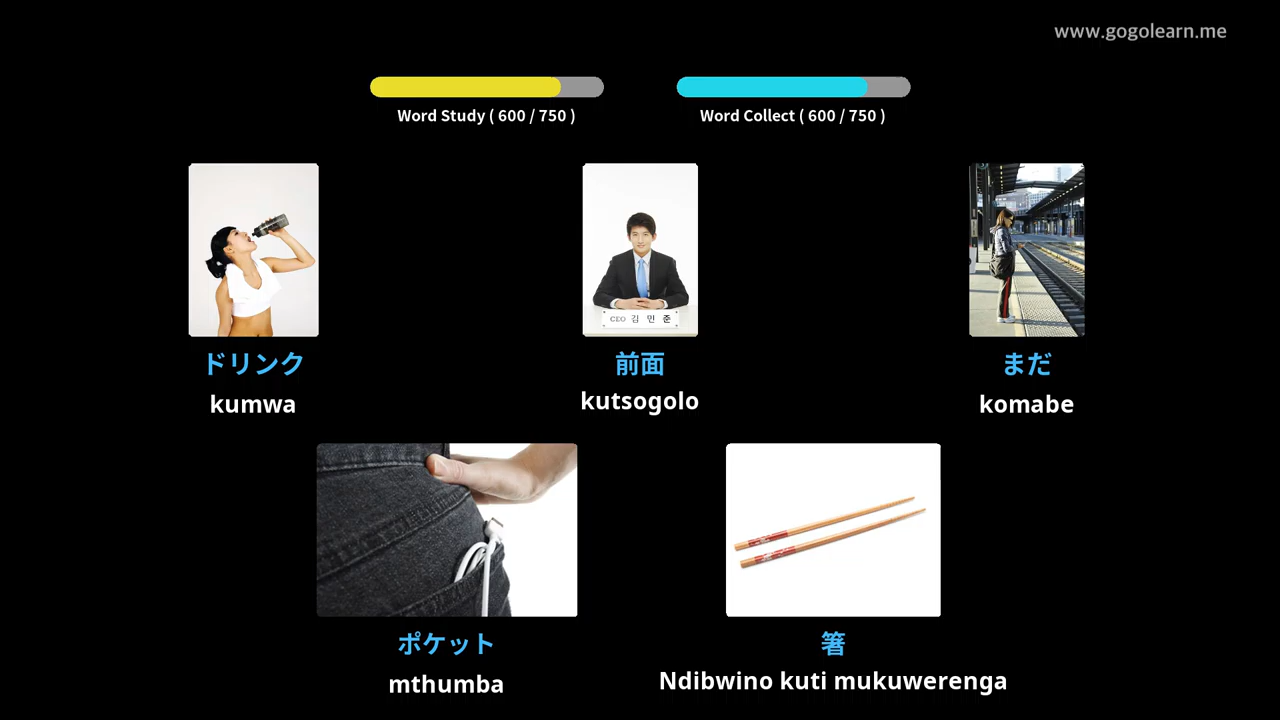 www.gogolearn.me
Word Study ( 600 / 750 )
Word Collect ( 600 / 750 )
CEO 김 민 준
ドリンク
前面
まだ
kumwa
kutsogolo
komabe
ポケット
箸
mthumba
Ndibwino kuti mukuwerenga